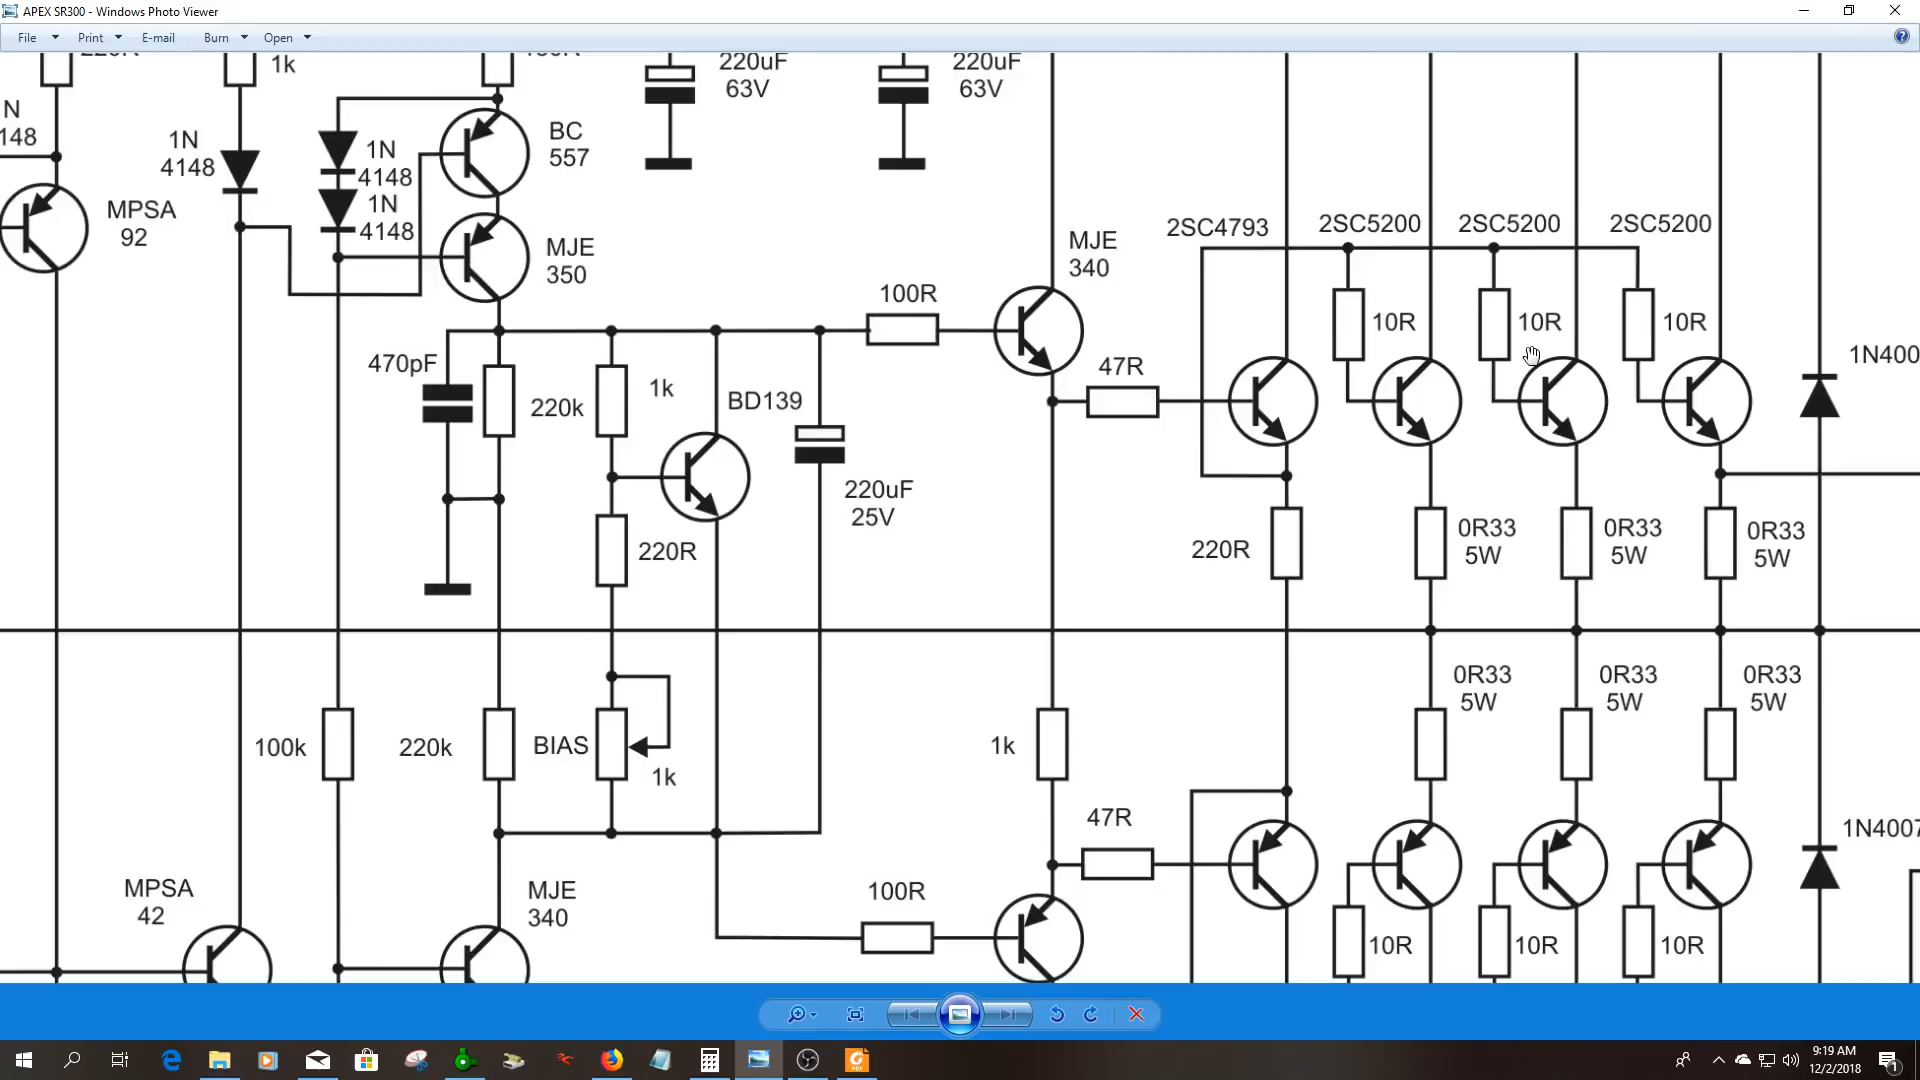 APEX SR300 - Windows Photo Viewer
File
Print
E-mail
Burn
Open
1k
220uF
63V
220uF
63V
N
148
1N
4148
1N
4148
1N
4148
BC
557
MPSA
92
MJE
350
MJE
340
2SC4793
2SC5200
2SC5200
2SC5200
100R
10R
10R
10R
470pF
47R
1N400
220k
1k
BD139
220uF
25V
220R
220R
0R33
5W
0R33
5W
0R33
5W
0R33
5W
0R33
5W
0R33
5W
100k
220k
BIAS
1k
1k
47R
1N4007
MPSA
42
MJE
340
100R
10R
10R
10R
9:19 AM
12/2/2018